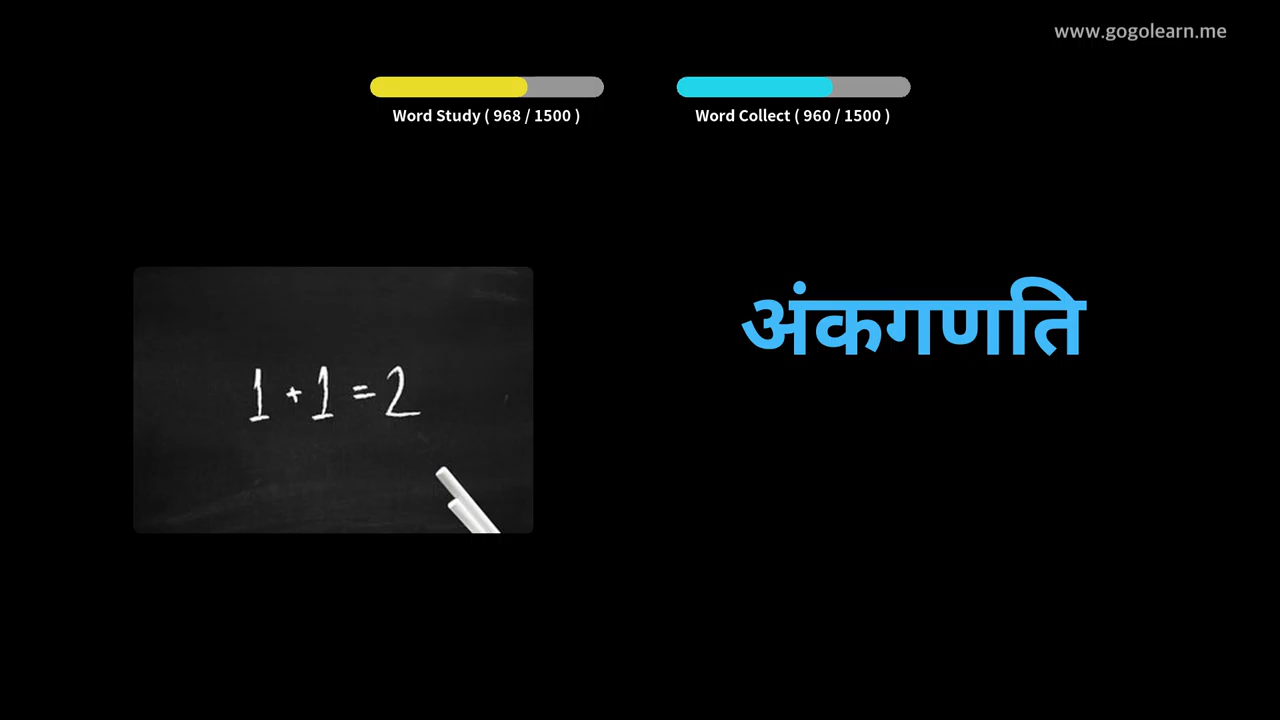 www.gogolearn.me
Word Study ( 968 / 1500 )
Word Collect ( 960 / 1500 )
अंकगणति
1 + 1 = 2